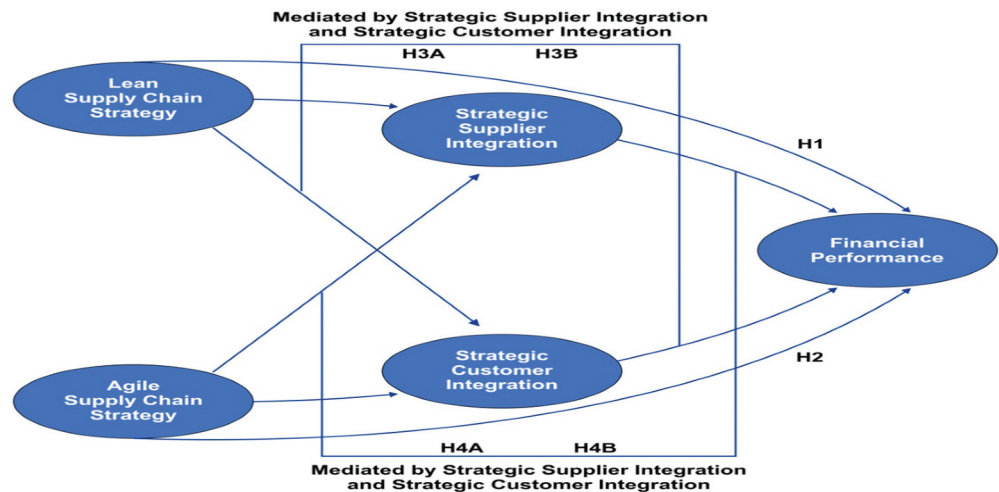 Mediated by Strategic Supplier Integration
and Strategic Customer Integration
H3A
H3B
Lean
Supply Chain
Strategy
Strategic
Supplier
Integration
H1
Financial
Performance
Strategic
Customer
Integration
H2
Agile
Supply Chain
Strategy
H4A
H4B
Mediated by Strategic Supplier Integration
and Strategic Customer Integration